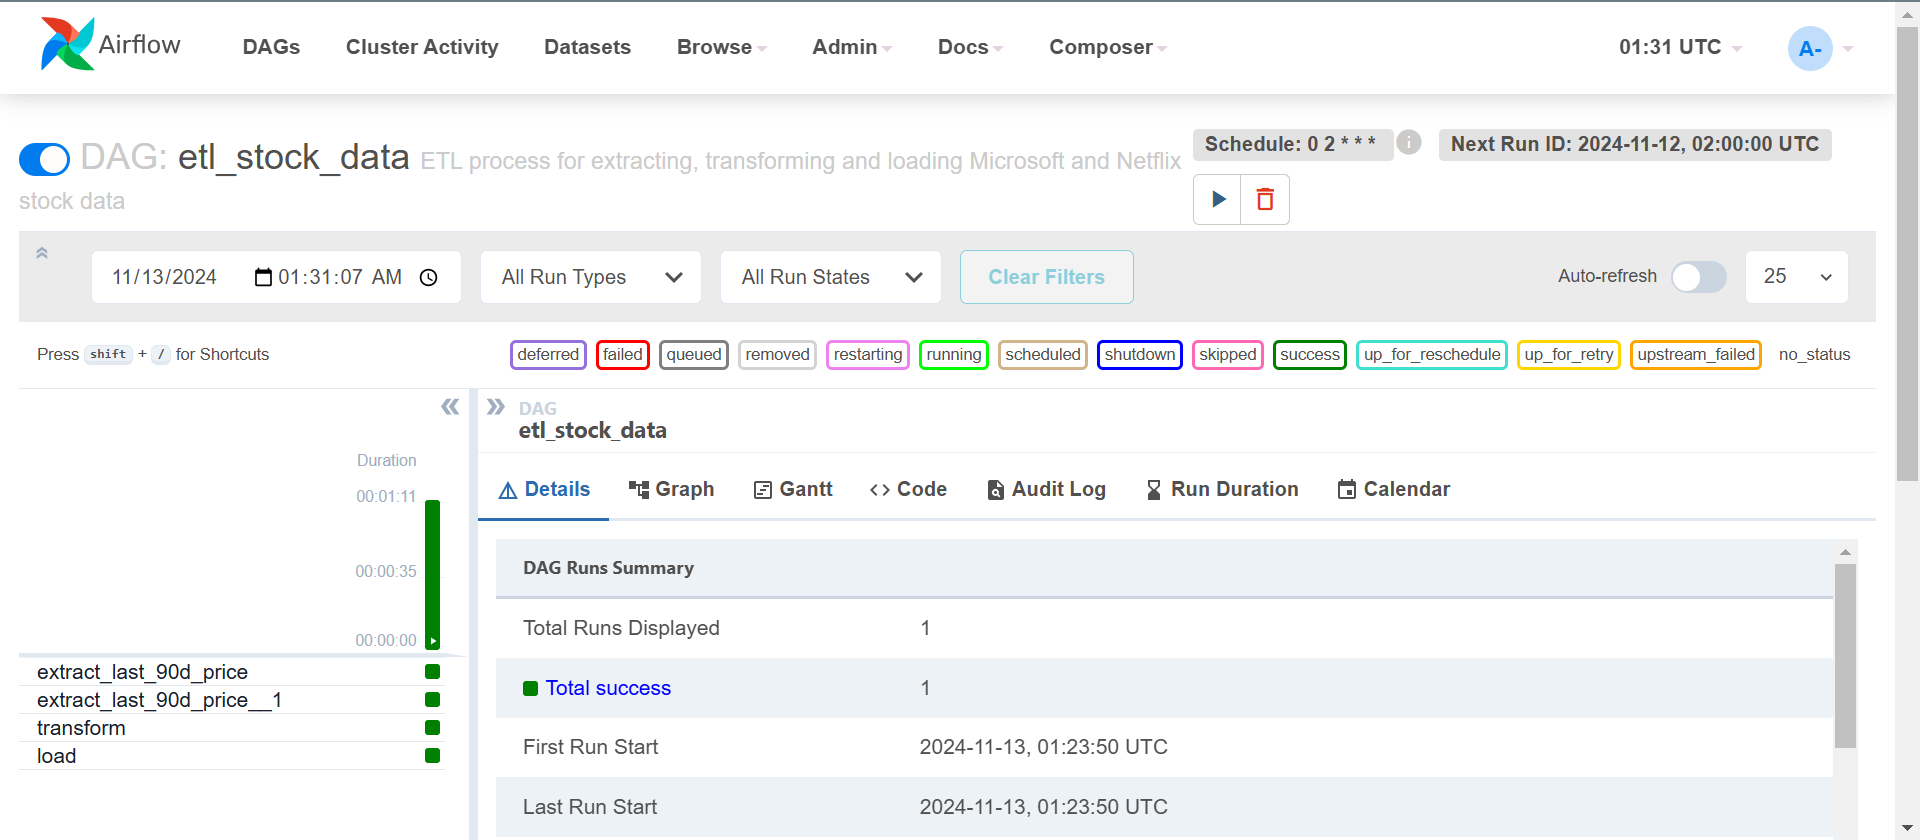 Airflow DAGs Cluster Activity Datasets Browse Admin Docs Composer 01:31 UTC A-
DAG: etl_stock_data ETL process for extracting, transforming and loading Microsoft and Netflix
stock data
Schedule: 0 2 * * * i Next Run ID: 2024-11-12, 02:00:00 UTC
11/13/2024 01:31:07 AM All Run Types All Run States Clear Filters Auto-refresh 25
Press shift + / for Shortcuts deferred failed queued removed restarting running scheduled shutdown skipped success up_for_reschedule up_for_retry upstream_failed no_status
Duration
00:01:11
00:00:35
00:00:00
extract_last_90d_price
extract_last_90d_price__1
transform
load
DAG
etl_stock_data
Details Graph Gantt Code Audit Log Run Duration Calendar
DAG Runs Summary
Total Runs Displayed 1
Total success 1
First Run Start 2024-11-13, 01:23:50 UTC
Last Run Start 2024-11-13, 01:23:50 UTC